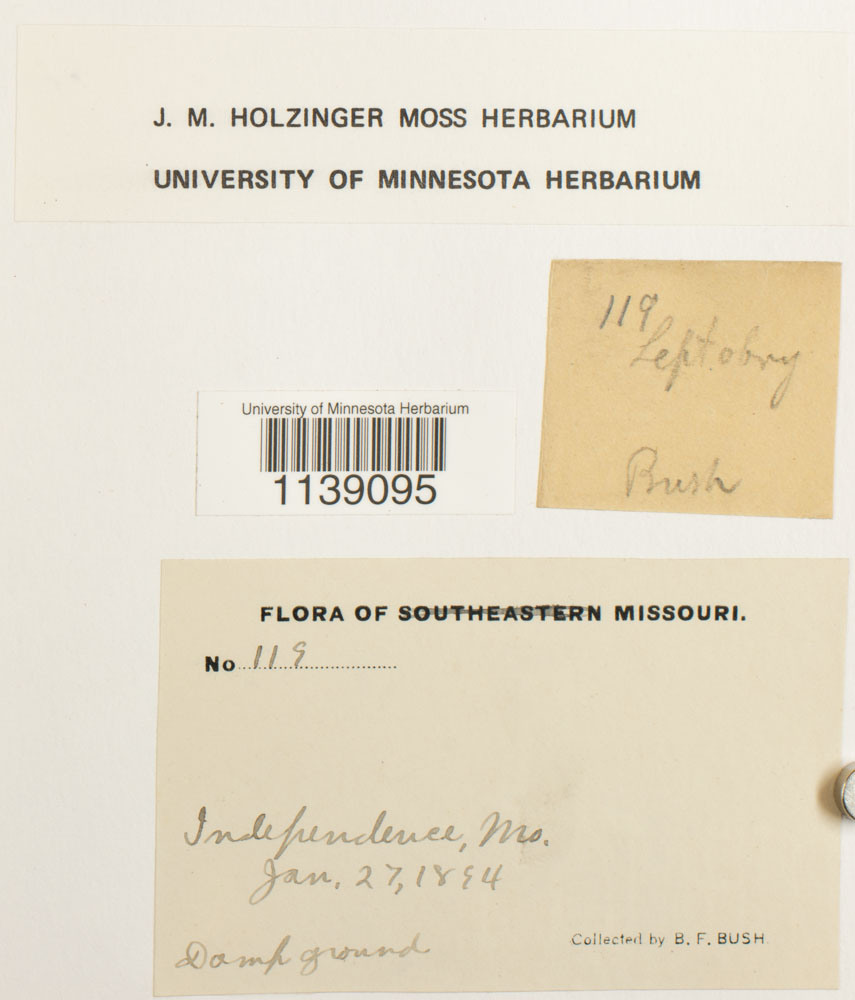 J. M. HOLZINGER MOSS HERBARIUM
UNIVERSITY OF MINNESOTA HERBARIUM
119
Leptobry
Bush
University of Minnesota Herbarium
1139095
FLORA OF SOUTHEASTERN MISSOURI.
No 119
Independence, Mo.
Jan. 27, 1894
Damp ground
Collected by B. F. BUSH